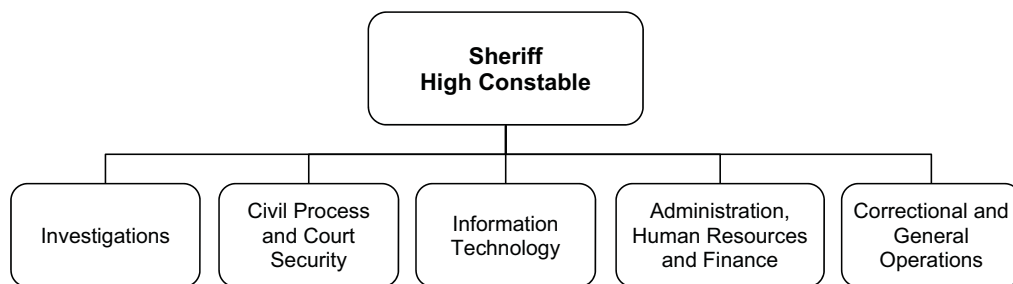 Sheriff
High Constable
Investigations
Civil Process
and Court
Security
Information
Technology
Administration,
Human Resources
and Finance
Correctional and
General
Operations